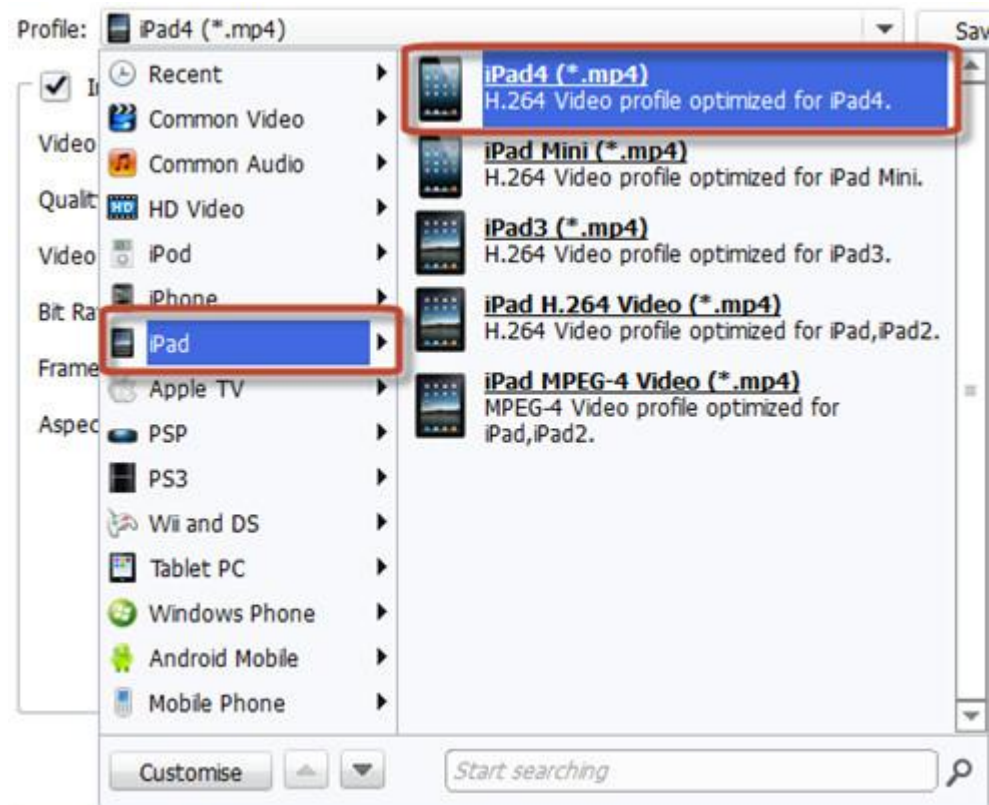 Profile: iPad4 (*.mp4)
Sav
Recent
Common Video
Common Audio
HD Video
iPod
iPhone
iPad
Apple TV
PSP
PS3
Wii and DS
Tablet PC
Windows Phone
Android Mobile
Mobile Phone
Video
Qualit
Video
Bit Ra
Frame
Aspec
iPad4 (*.mp4)
H.264 Video profile optimized for iPad4.
iPad Mini (*.mp4)
H.264 Video profile optimized for iPad Mini.
iPad3 (*.mp4)
H.264 Video profile optimized for iPad3.
iPad H.264 Video (*.mp4)
H.264 Video profile optimized for iPad,iPad2.
iPad MPEG-4 Video (*.mp4)
MPEG-4 Video profile optimized for
iPad,iPad2.
Customise
Start searching